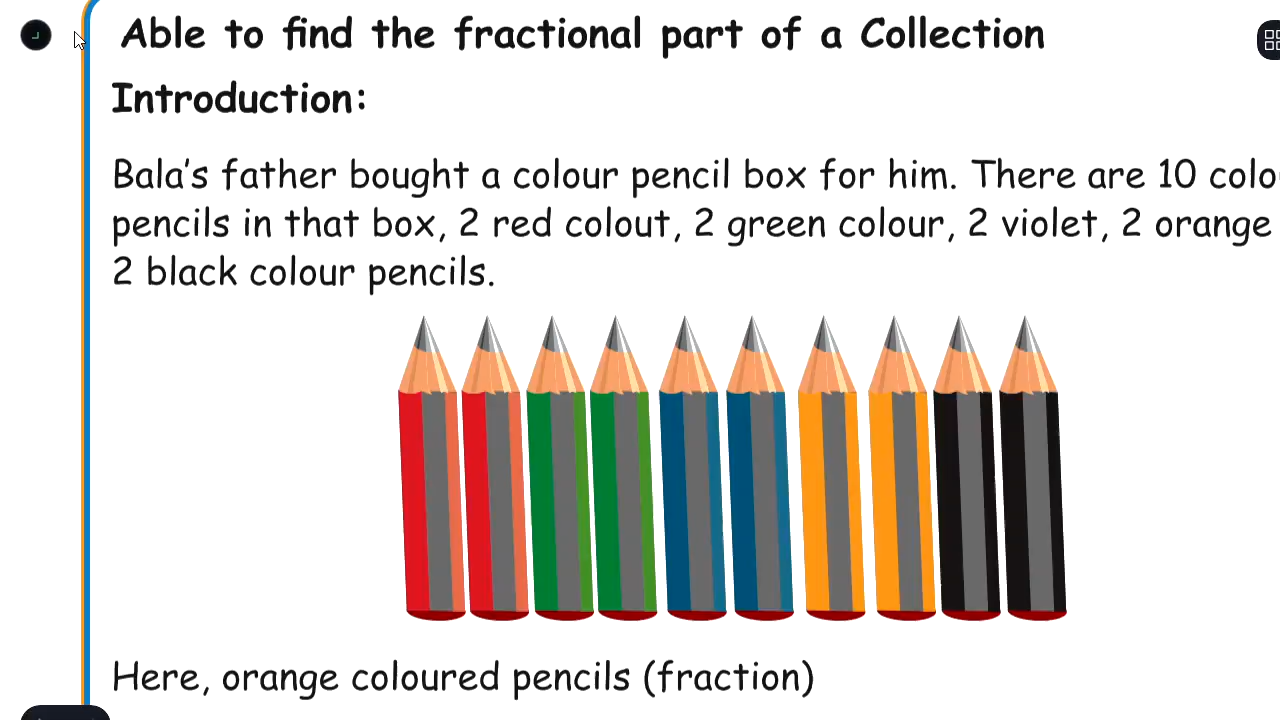 Able to find the fractional part of a Collection
Introduction:
Bala's father bought a colour pencil box for him. There are 10
pencils in that box, 2 red colout, 2 green colour, 2 violet, 2 orange
2 black colour pencils.
Here, orange coloured pencils (fraction)